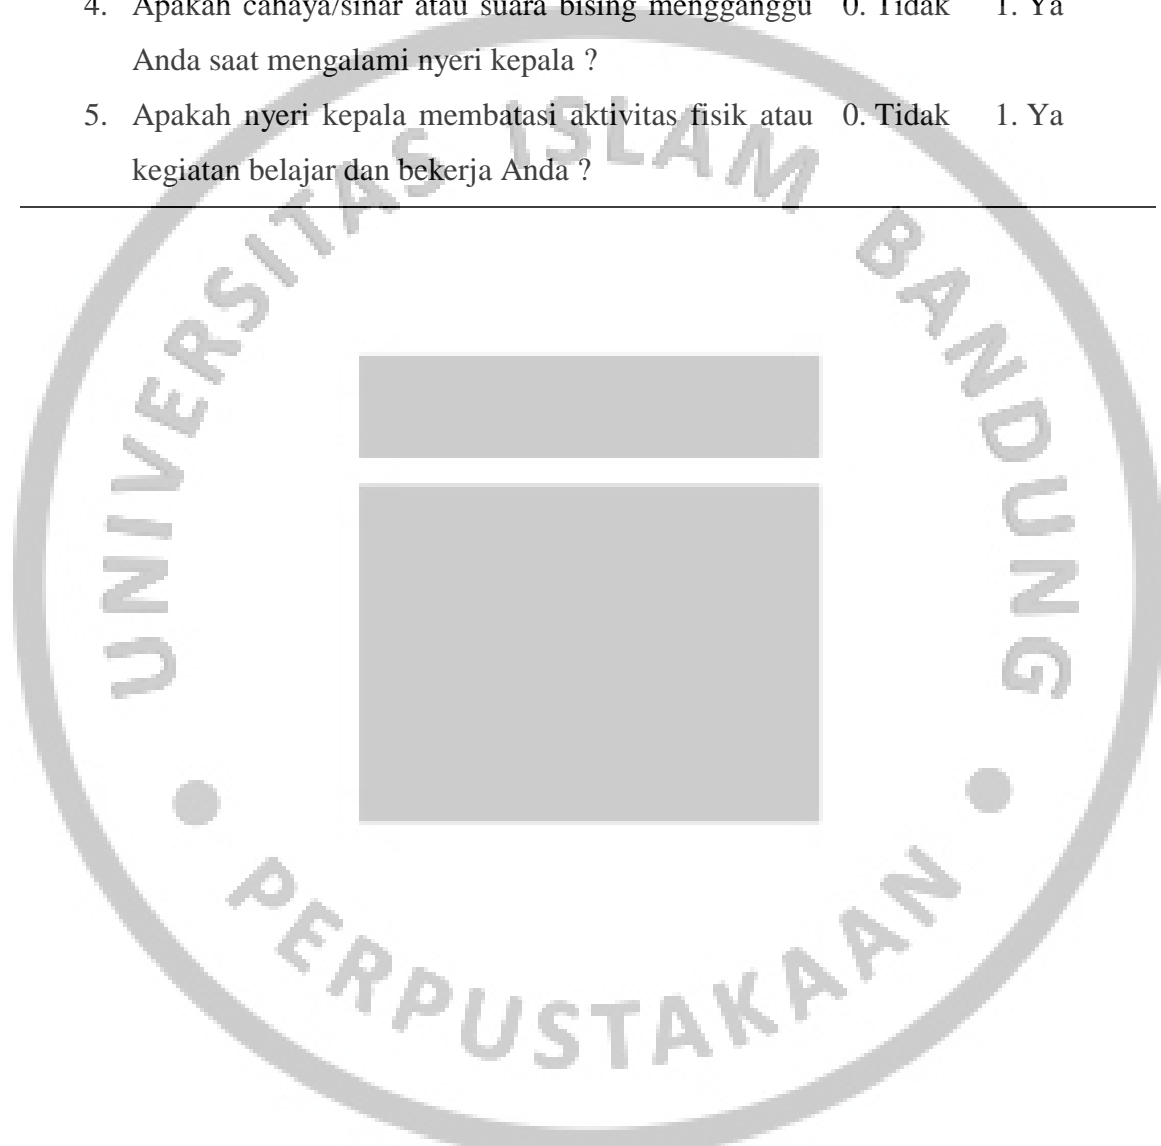 4. Apakah cahaya/sinar atau suara bising mengganggu 0. Tidak 1. Ya
Anda saat mengalami nyeri kepala ?
5. Apakah nyeri kepala membatasi aktivitas fisik atau 0. Tidak 1. Ya
kegiatan belajar dan bekerja Anda ?
UNIVERSITAS ISLAM BANDUNG
PERPUSTAKAAN